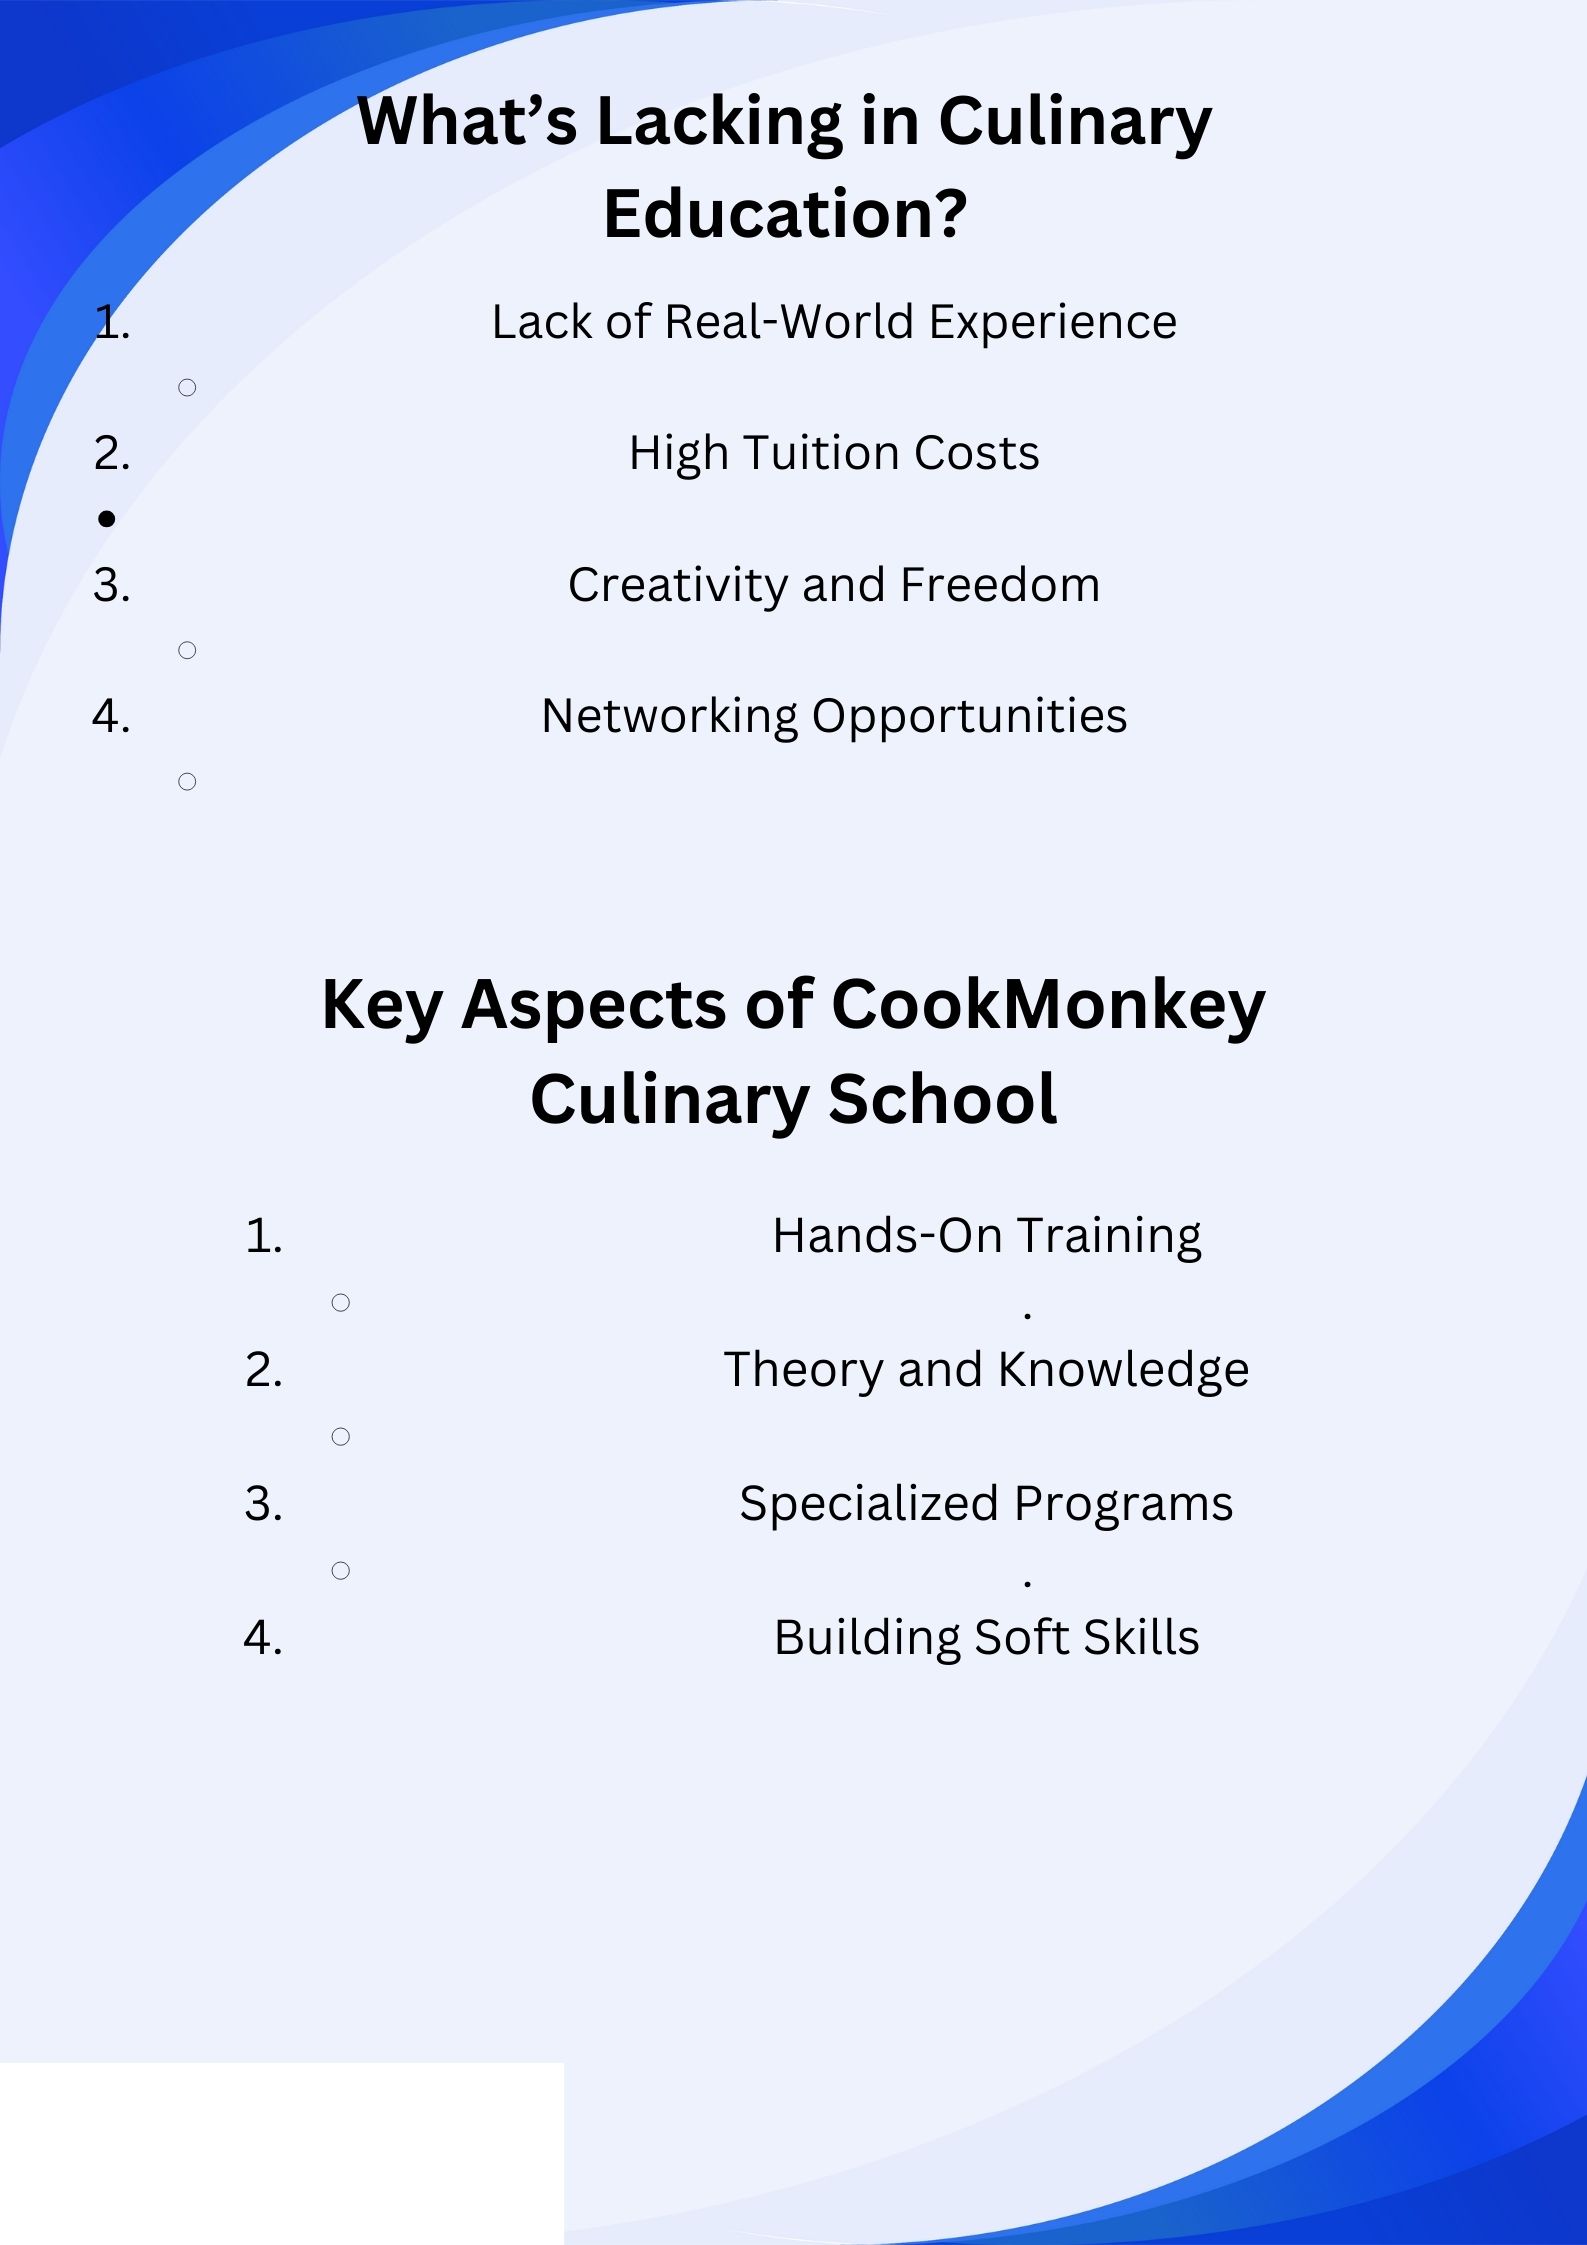 What’s Lacking in Culinary
Education?
1. Lack of Real-World Experience
○
2. High Tuition Costs
●
3. Creativity and Freedom
○
4. Networking Opportunities
○
Key Aspects of CookMonkey
Culinary School
1. Hands-On Training
○ .
2. Theory and Knowledge
○
3. Specialized Programs
○ .
4. Building Soft Skills